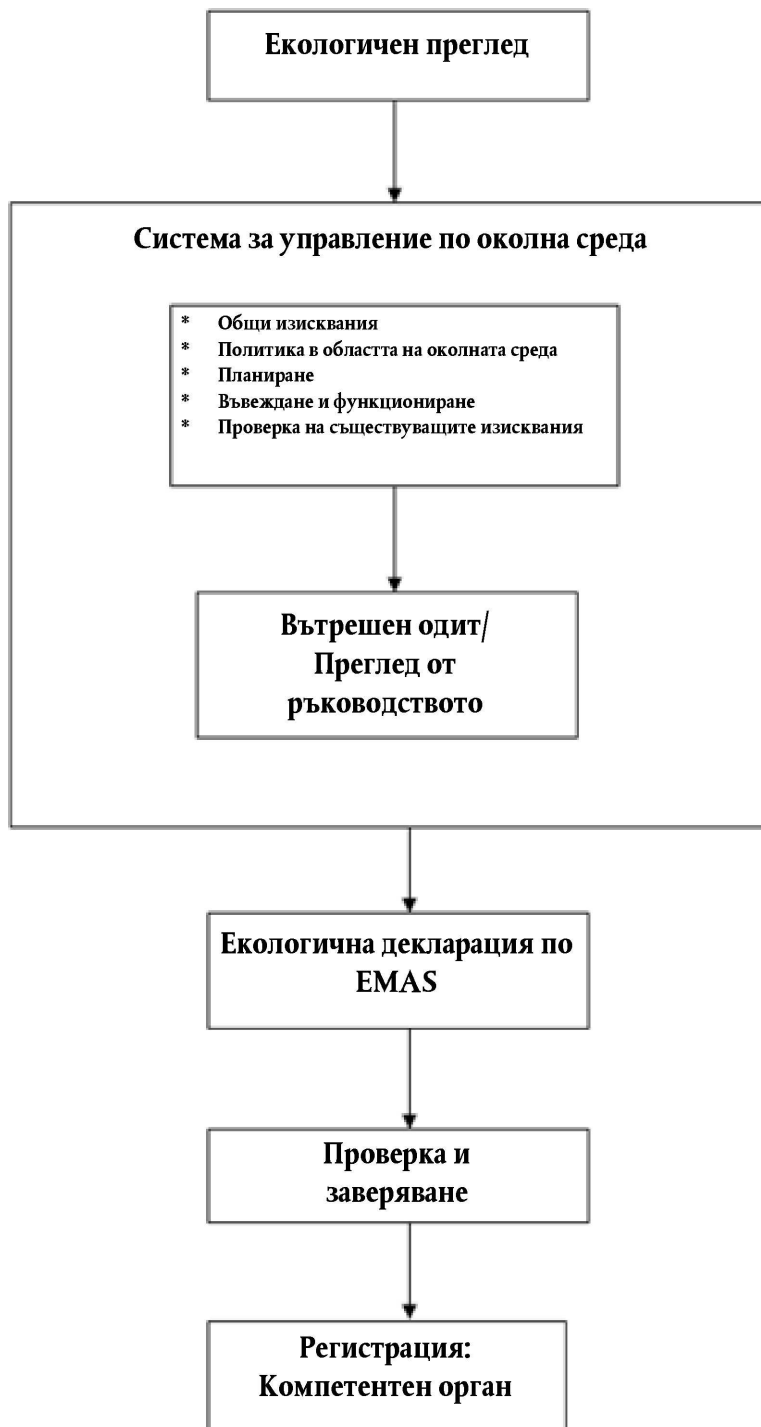 Екологичен преглед
Система за управление по околна среда
* Общи изисквания
* Политика в областта на околната среда
* Планиране
* Въвеждане и функциониране
* Проверка на съществуващите изисквания
Вътрешен одит/
Преглед от
ръководството
Екологична декларация по
EMAS
Проверка и
заверяване
Регистрация:
Компетентен орган